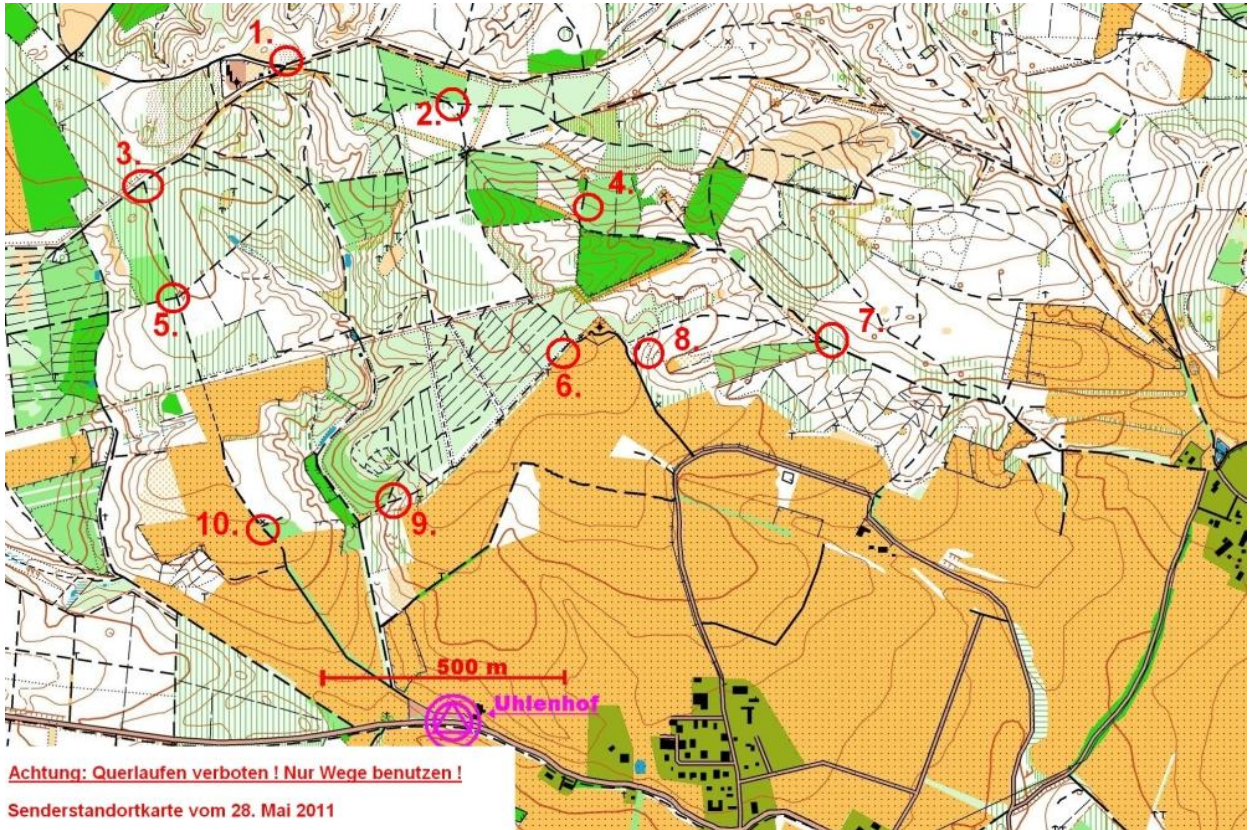 1.
2.
3.
4.
5.
6.
7.
8.
9.
10.
500 m
Uhlenhof
Achtung: Querlaufen verboten ! Nur Wege benutzen !
Senderstandortkarte vom 28. Mai 2011